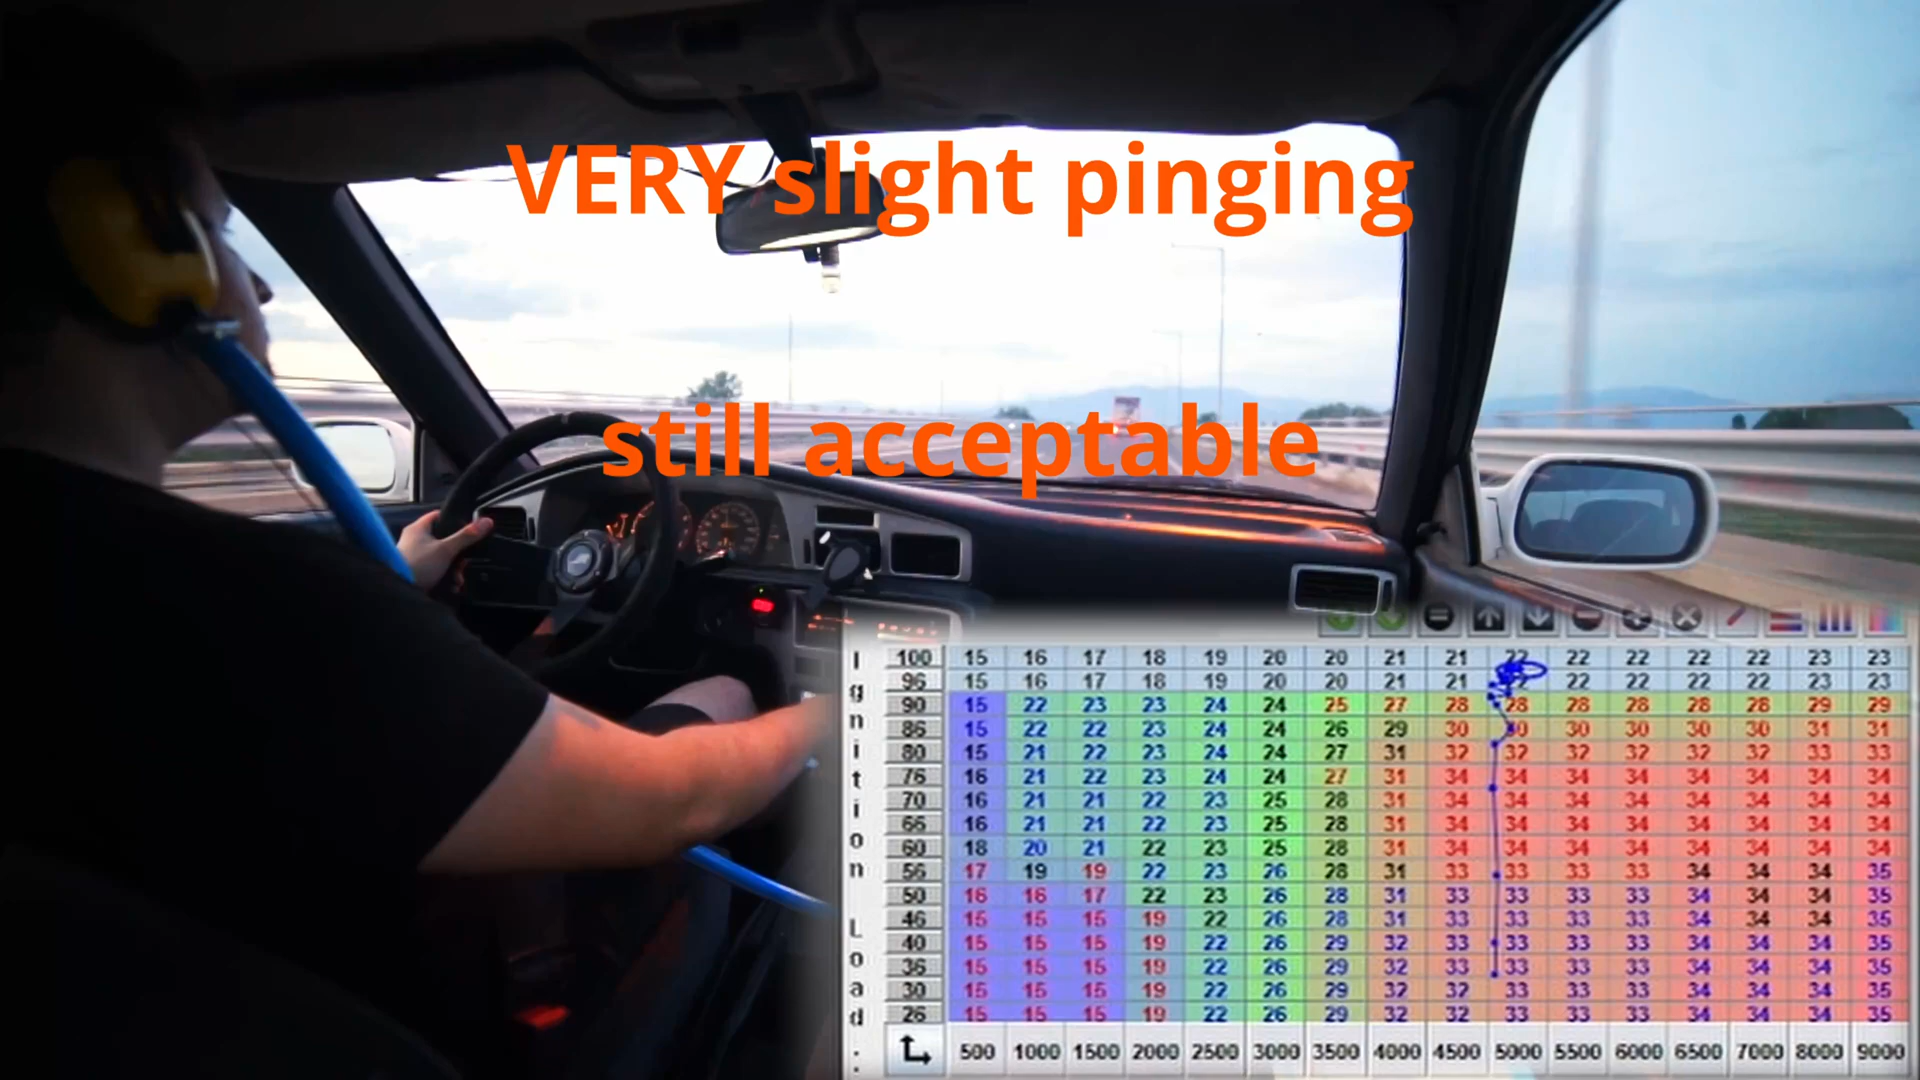 VERY slight pinging
still acceptable
Ignition Load:
100 15 16 17 18 19 20 20 21 21 22 22 22 22 22 23 23
96 15 16 17 18 19 20 20 21 21 22 22 22 22 23 23
90 15 22 23 23 24 24 25 27 28 28 28 28 28 28 29 29
86 15 22 22 23 24 24 26 29 30 30 30 30 30 30 31 31
80 15 21 22 23 24 24 27 31 32 32 32 32 32 32 33 33
76 16 21 22 23 24 24 27 31 34 34 34 34 34 34 34 34
70 16 21 21 22 23 25 28 31 34 34 34 34 34 34 34 34
66 16 21 21 22 23 25 28 31 34 34 34 34 34 34 34 34
60 18 20 21 22 23 25 28 31 34 34 34 34 34 34 34 34
56 17 19 19 22 23 26 28 31 33 33 33 33 34 34 34 35
50 16 16 17 22 23 26 28 31 33 33 33 33 34 34 34 35
46 15 15 15 19 22 26 28 31 33 33 33 33 34 34 34 35
40 15 15 15 19 22 26 29 32 33 33 33 33 34 34 34 35
36 15 15 15 19 22 26 29 32 33 33 33 33 34 34 34 35
30 15 15 15 19 22 26 29 32 32 33 33 33 34 34 34 35
26 15 15 15 19 22 26 29 32 32 33 33 33 34 34 34 35
500 1000 1500 2000 2500 3000 3500 4000 4500 5000 5500 6000 6500 7000 8000 9000